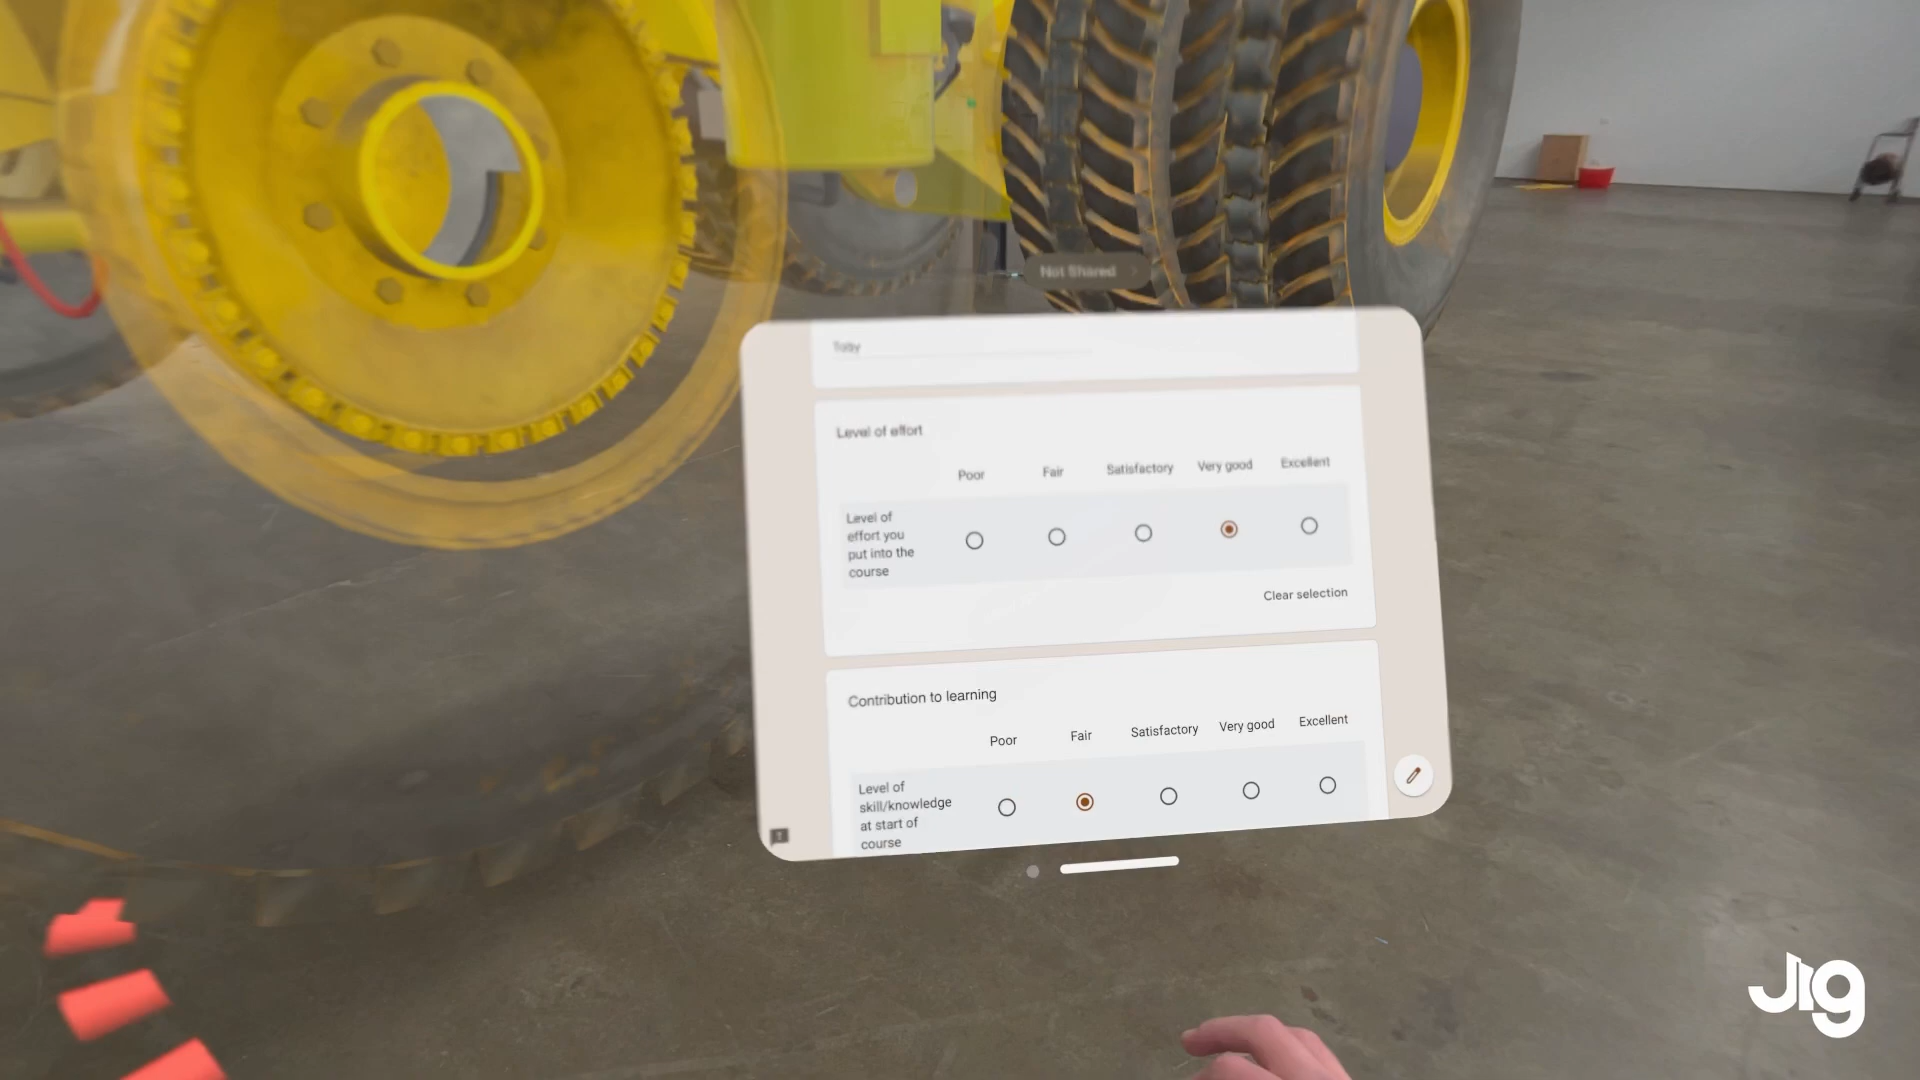 Not Shared
Toby
Level of effort
Poor Fair Satisfactory Very good Excellent
Level of
effort you
put into the
course
Clear selection
Contribution to learning
Poor Fair Satisfactory Very good Excellent
Level of
skill/knowledge
at start of
course
Jig